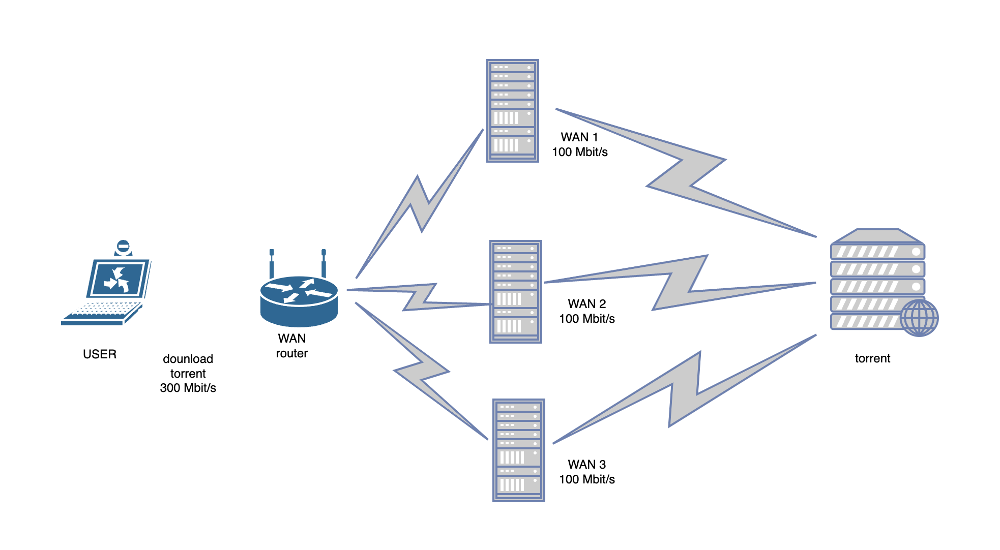 WAN 1
100 Mbit/s
WAN 2
100 Mbit/s
WAN
router
USER
dounload
torrent
300 Mbit/s
torrent
WAN 3
100 Mbit/s